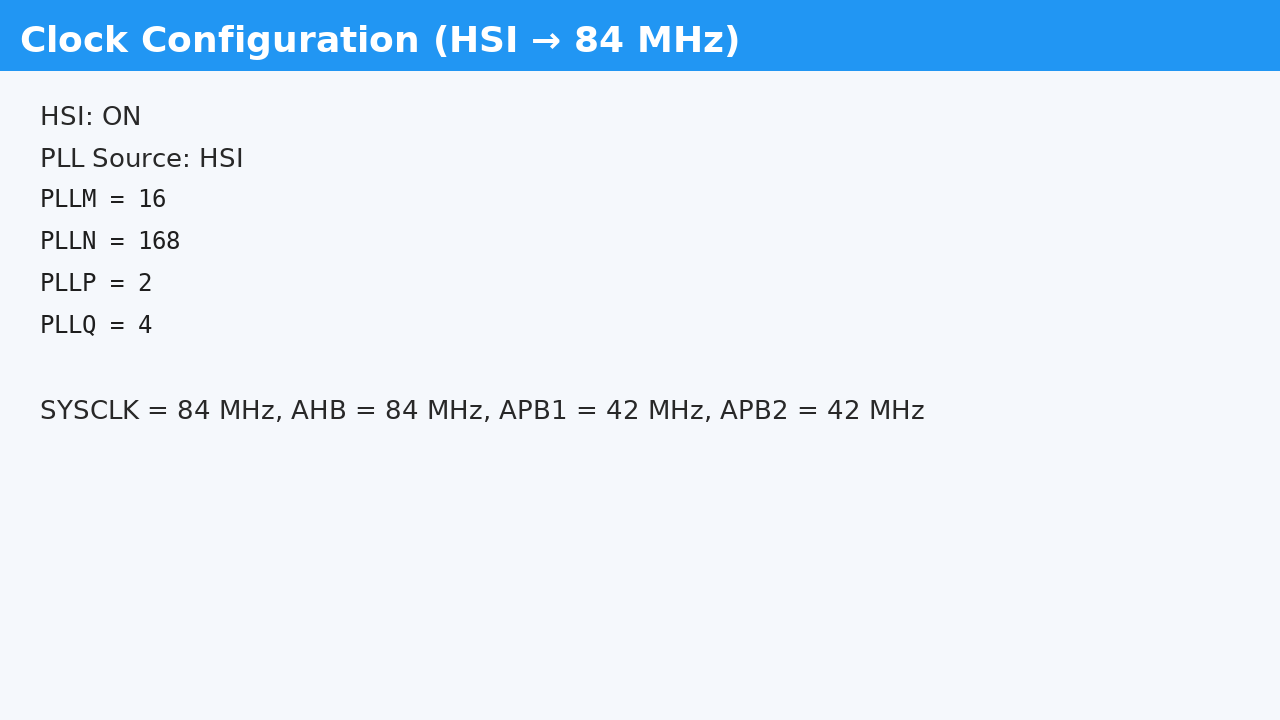 Clock Configuration (HSI → 84 MHz)
HSI: ON
PLL Source: HSI
PLLM = 16
PLLN = 168
PLLP = 2
PLLQ = 4
SYSCLK = 84 MHz, AHB = 84 MHz, APB1 = 42 MHz, APB2 = 42 MHz